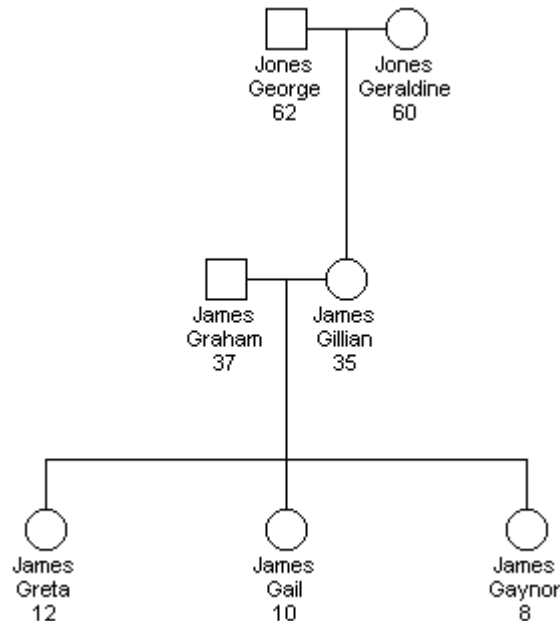 Jones
George
62
Jones
Geraldine
60
James
Graham
37
James
Gillian
35
James
Greta
12
James
Gail
10
James
Gaynor
8